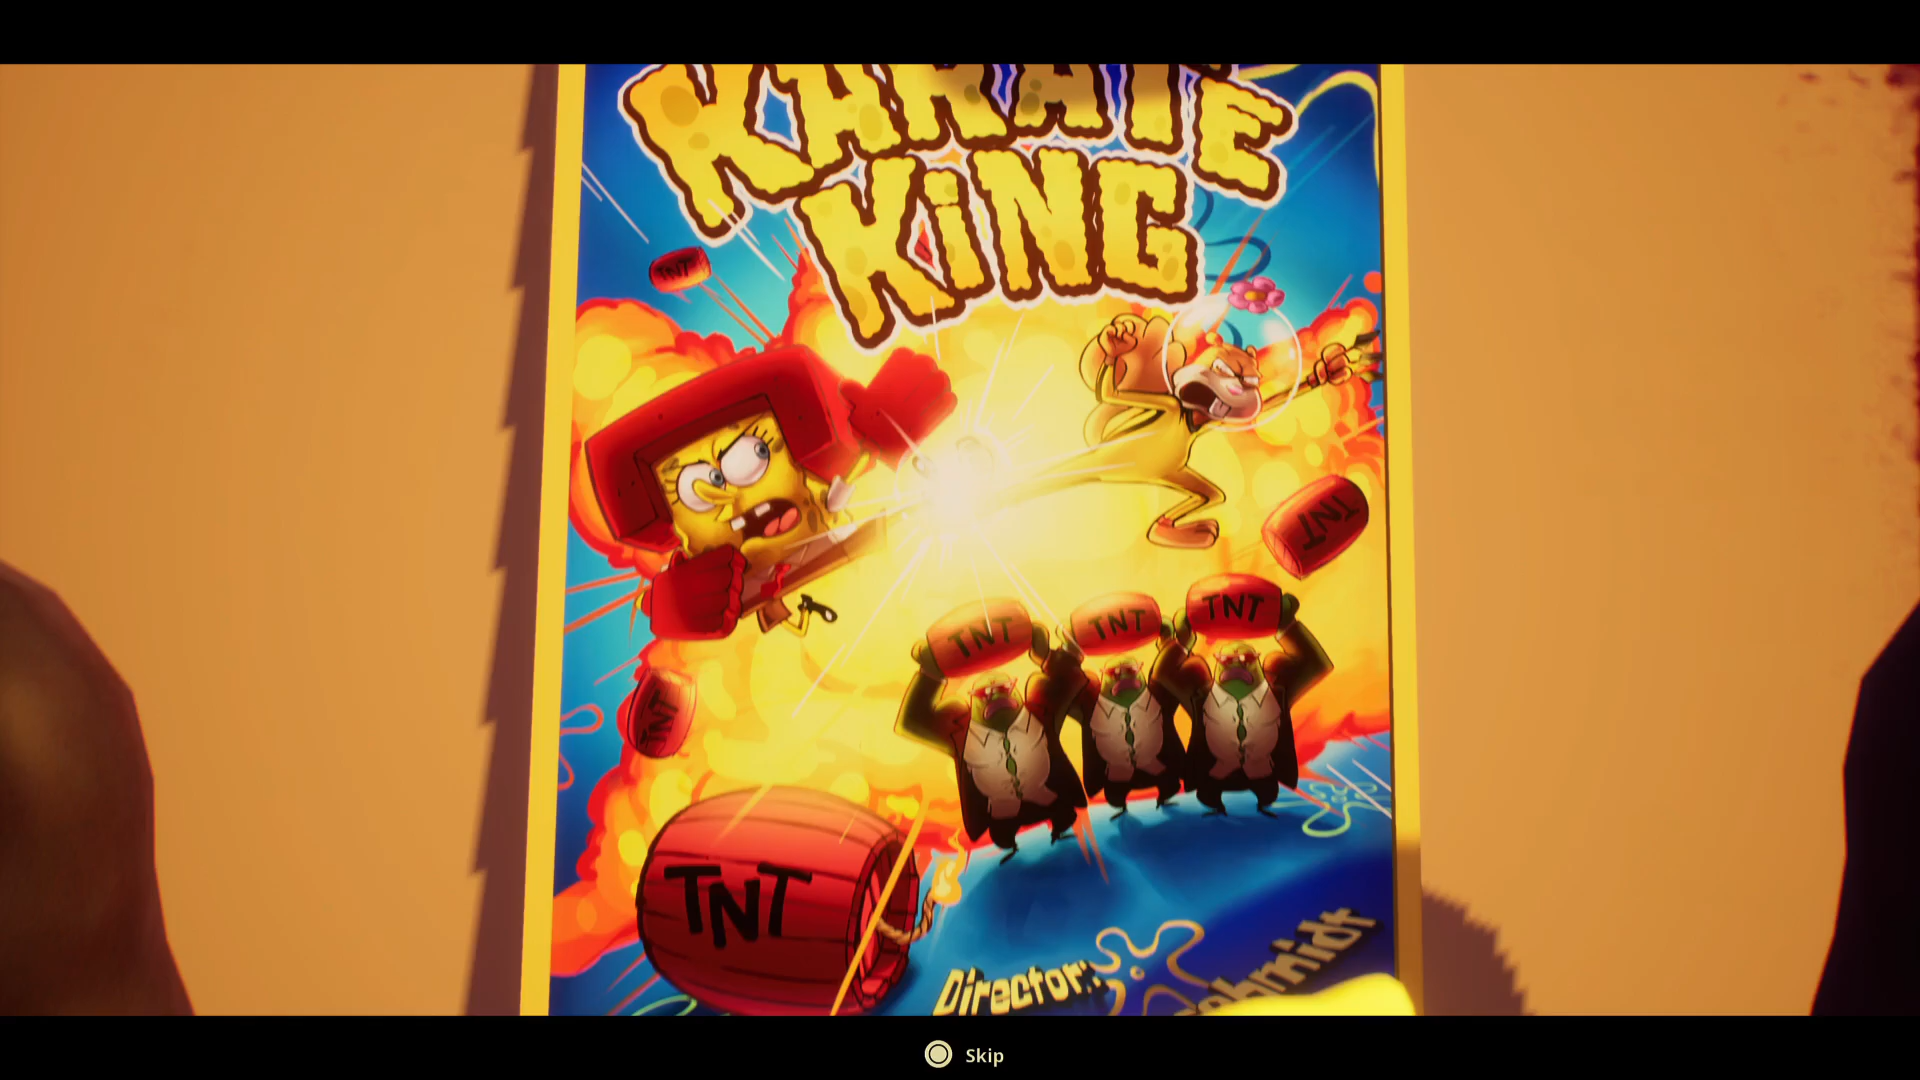 KARATE
KiNG
TNT
TNT
TNT
TNT
TNT
TNT
TNT
Director:
Skip